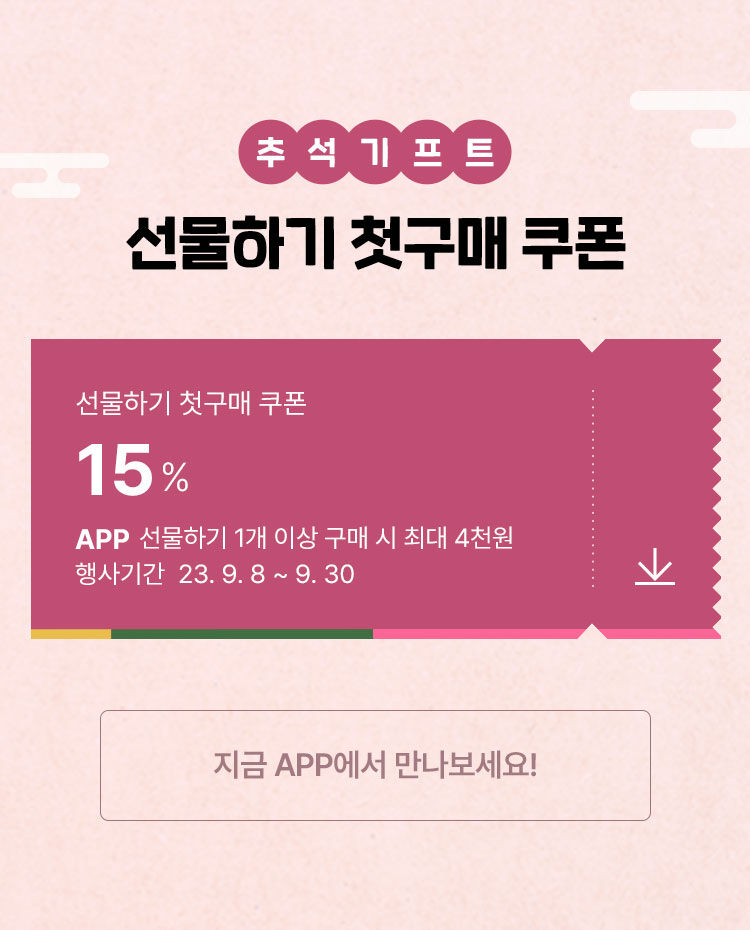 추석기프트
선물하기 첫구매 쿠폰
선물하기 첫구매 쿠폰
15%
APP 선물하기 1개 이상 구매 시 최대 4천원
행사기간 23. 9. 8 ~ 9. 30
지금 APP에서 만나보세요!